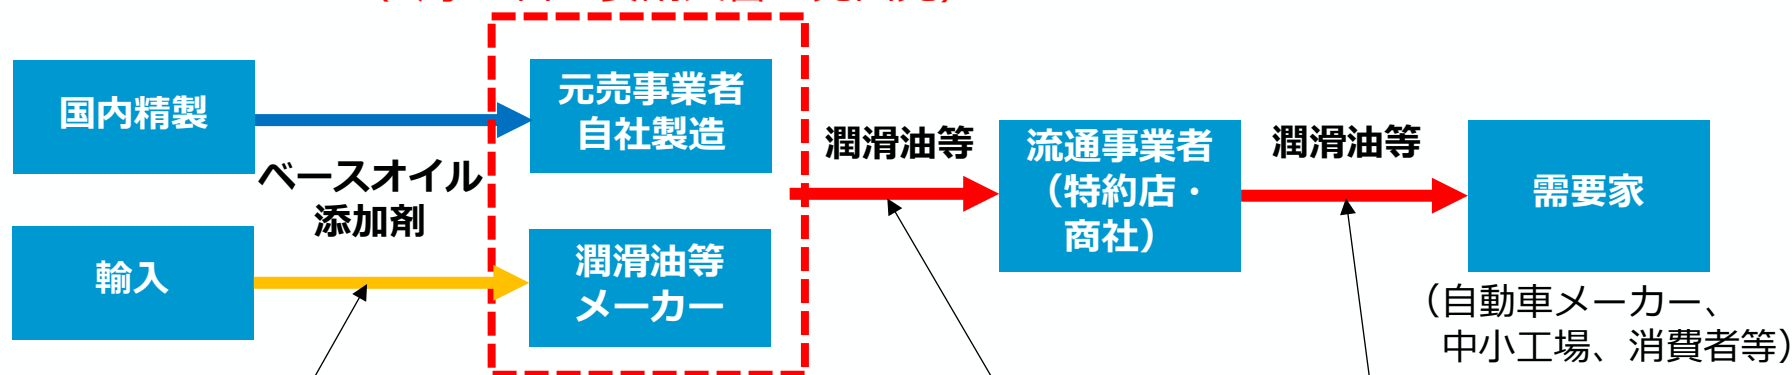 国内精製
元売事業者
自社製造
ベースオイル
添加剤
輸入
潤滑油等
メーカー
潤滑油等
流通事業者
（特約店・
商社）
潤滑油等
需要家
（自動車メーカー、
中小工場、消費者等）